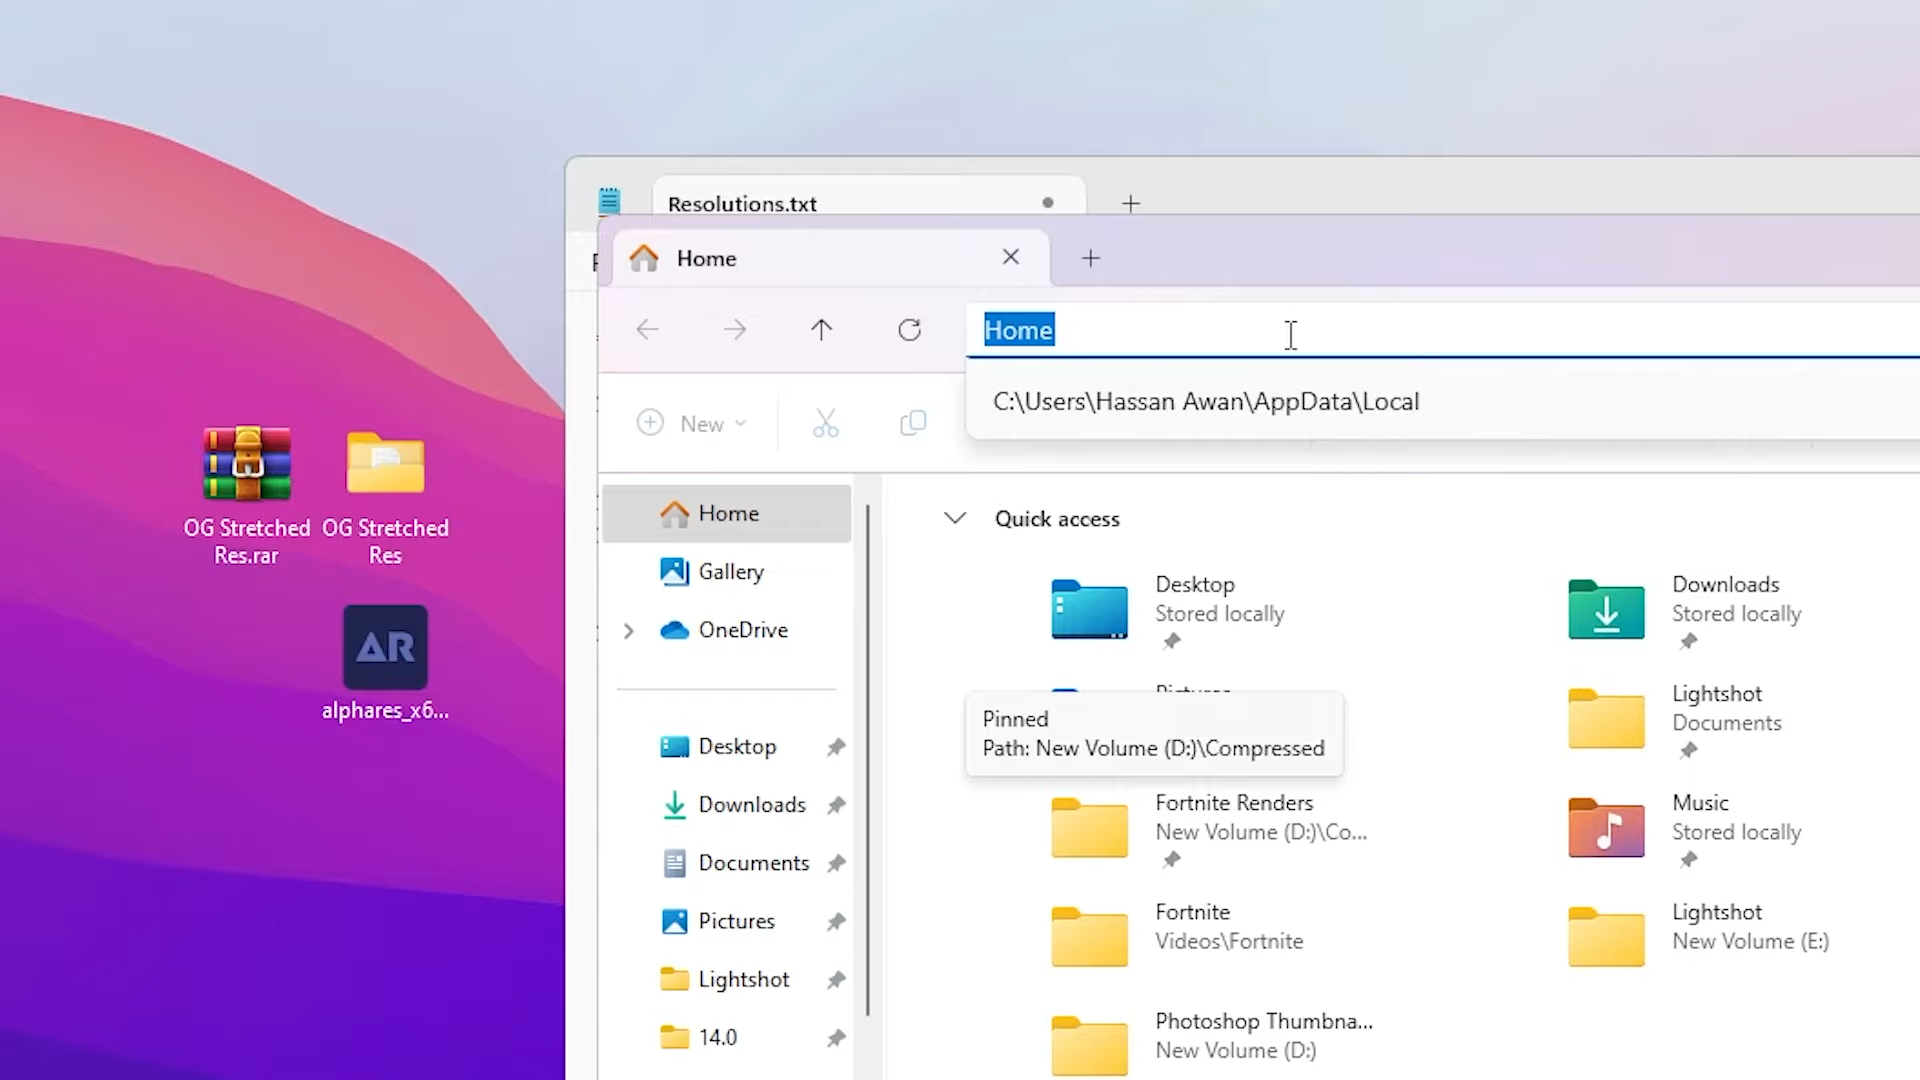 Resolutions.txt
Home
Home
C:\Users\Hassan Awan\AppData\Local
New
Home
Gallery
OneDrive
Desktop
Downloads
Documents
Pictures
Lightshot
14.0
Quick access
Desktop
Stored locally
Downloads
Stored locally
Pictures
Pinned
Path: New Volume (D:)\Compressed
Lightshot
Documents
Fortnite Renders
New Volume (D:)\Co...
Music
Stored locally
Fortnite
Videos\Fortnite
Lightshot
New Volume (E:)
Photoshop Thumbna...
New Volume (D:)
OG Stretched
Res.rar
OG Stretched
Res
AR
alphares_x6...